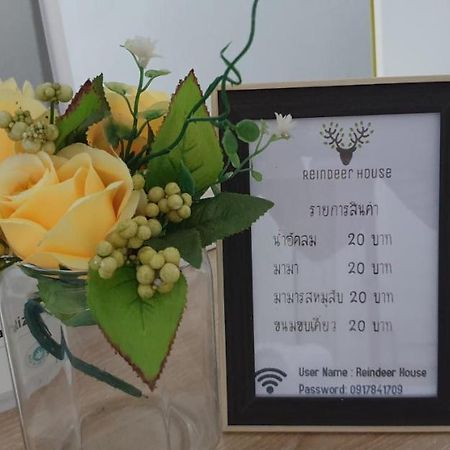 Reindeer House
รายการสินค้า
น้ำอัดลม 20 บาท
มามา 20 บาท
มามารสหมูสับ 20 บาท
ขนมขบเคี้ยว 20 บาท
User Name : Reindeer House
Password: 0917841709